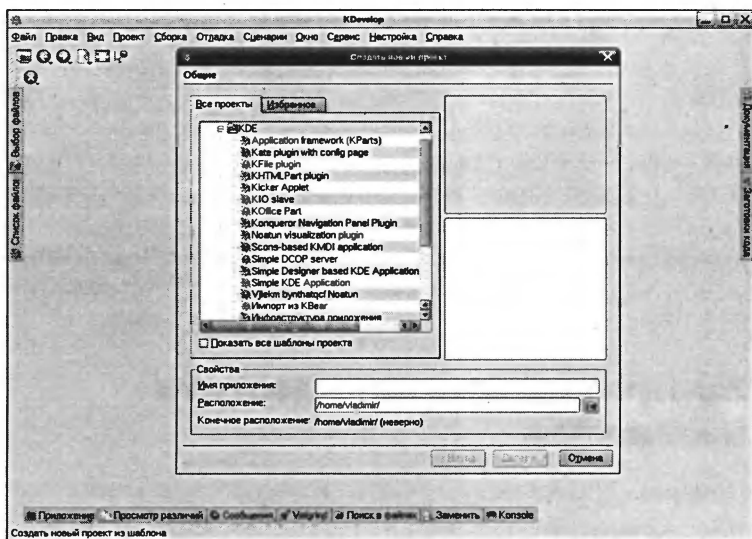 KDevelop
Файл Правка Вид Проект Сборка Отладка Сценарии Окно Сервис Настройка Справка
Создать новый проект
Общие
Все проекты Избранное
KDE
Application framework (KParts)
Kate plugin with config page
KFile plugin
KHTMLPart plugin
Kicker Applet
KIO slave
KOffice Part
Konqueror Navigation Panel Plugin
Noatun visualization plugin
Scons-based KMDI application
Simple DCOP server
Simple Designer based KDE Application
Simple KDE Application
Vjlekm bynthatqcf Noatun
Импорт из KBear
Инфраструктура приложения
Показать все шаблоны проекта
Свойства
Имя приложения:
Расположение: /home/vladimir/
Конечное расположение: /home/vladimir/ (неверно)
Отмена
Выбор файлов
Список файлов
Документация
Заготовки кода
Приложение Просмотр различий Сообщения Valgrind Поиск в файлах Заменить Konsole
Создать новый проект из шаблона